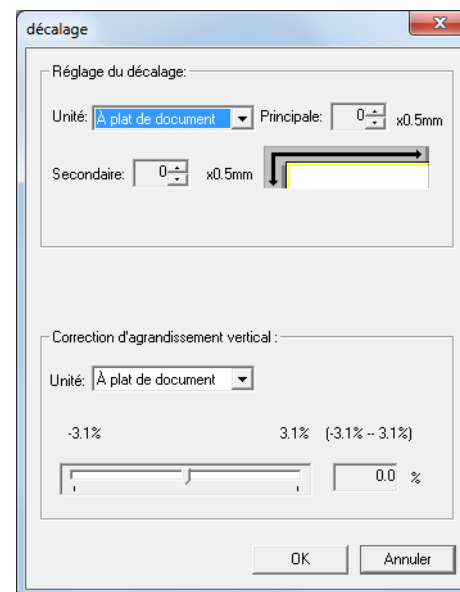 décalage
Réglage du décalage:
Unité: À plat de document Principale: 0 x0.5mm
Secondaire: 0 x0.5mm
Correction d'agrandissement vertical :
Unité: À plat de document
-3.1% 3.1% (-3.1% -- 3.1%)
0.0 %
OK Annuler